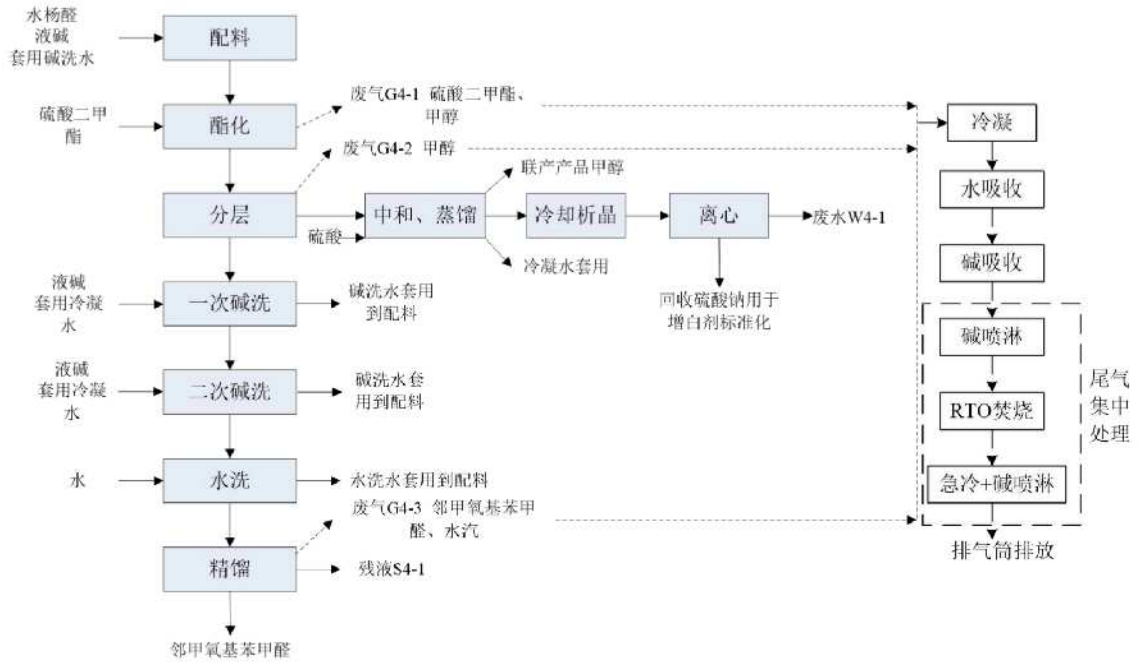 水杨醛
液碱
套用碱洗水
配料
硫酸二甲
酯
酯化
废气G4-1 硫酸二甲酯、
甲醇
废气G4-2 甲醇
分层
硫酸
中和、蒸馏
联产产品甲醇
冷凝水套用
冷却析晶
离心
废水W4-1
回收硫酸钠用于
增白剂标准化
液碱
套用冷凝
水
一次碱洗
碱洗水套用
到配料
液碱
套用冷凝
水
二次碱洗
碱洗水套
用到配料
水
水洗
水洗水套用到配料
废气G4-3 邻甲氧基苯甲
醛、水汽
精馏
残液S4-1
邻甲氧基苯甲醛
冷凝
水吸收
碱吸收
碱喷淋
RTO焚烧
急冷+碱喷淋
尾气
集中
处理
排气筒排放